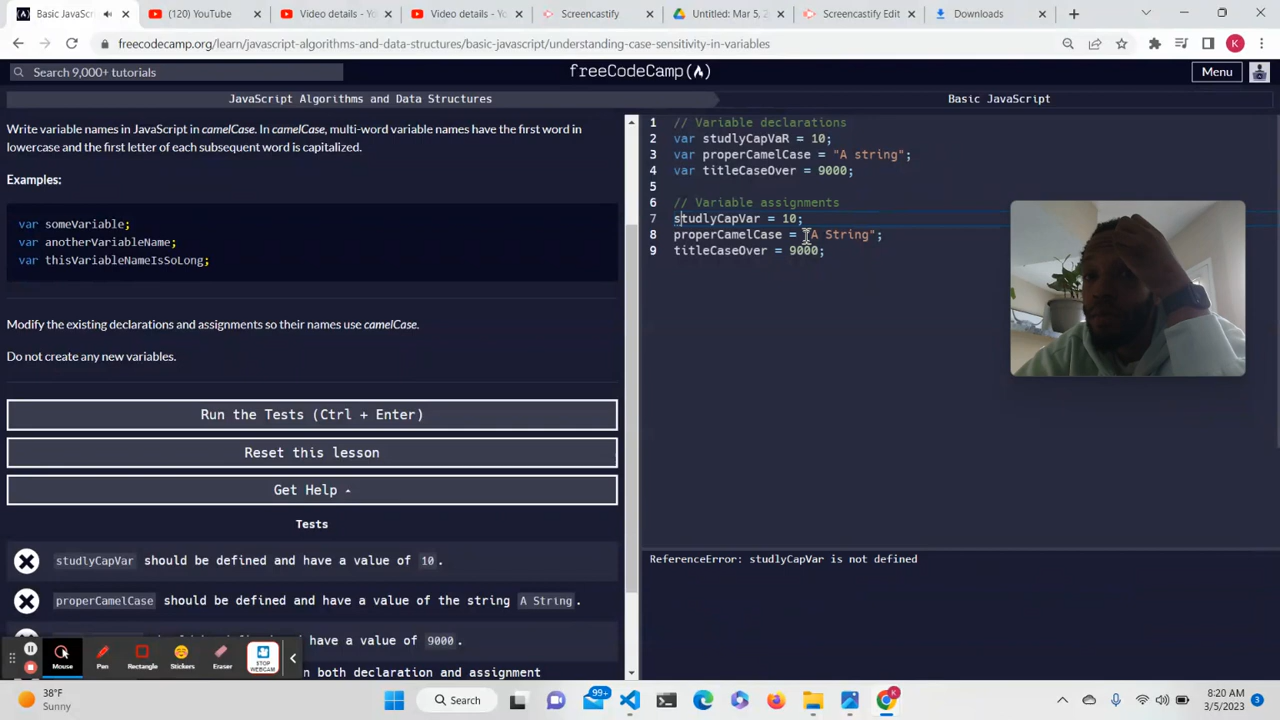 Basic JavaScri
(120) YouTube
Video details - Yo
Video details - Yo
Screencastify
Untitled: Mar 5, 2
Screencastify Edit
Downloads
freecodecamp.org/learn/javascript-algorithms-and-data-structures/basic-javascript/understanding-case-sensitivity-in-variables
K
Search 9,000+ tutorials
freeCodeCamp
Menu
JavaScript Algorithms and Data Structures
Basic JavaScript
Write variable names in JavaScript in camelCase. In camelCase, multi-word variable names have the first word in
lowercase and the first letter of each subsequent word is capitalized.
Examples:
var someVariable;
var anotherVariableName;
var thisVariableNameIsSoLong;
Modify the existing declarations and assignments so their names use camelCase.
Do not create any new variables.
Run the Tests (Ctrl + Enter)
Reset this lesson
Get Help
Tests
studlyCapVar should be defined and have a value of 10.
properCamelCase should be defined and have a value of the string A String.
have a value of 9000.
n both declaration and assignment
1 // Variable declarations
2 var studlyCapVaR = 10;
3 var properCamelCase = "A string";
4 var titleCaseOver = 9000;
5
6 // Variable assignments
7 studlyCapVar = 10;
8 properCamelCase = "A String";
9 titleCaseOver = 9000;
ReferenceError: studlyCapVar is not defined
Mouse
Pen
Rectangle
Stickers
Eraser
STOP WEBCAM
38°F
Sunny
Search
99+
K
8:20 AM
3/5/2023
3